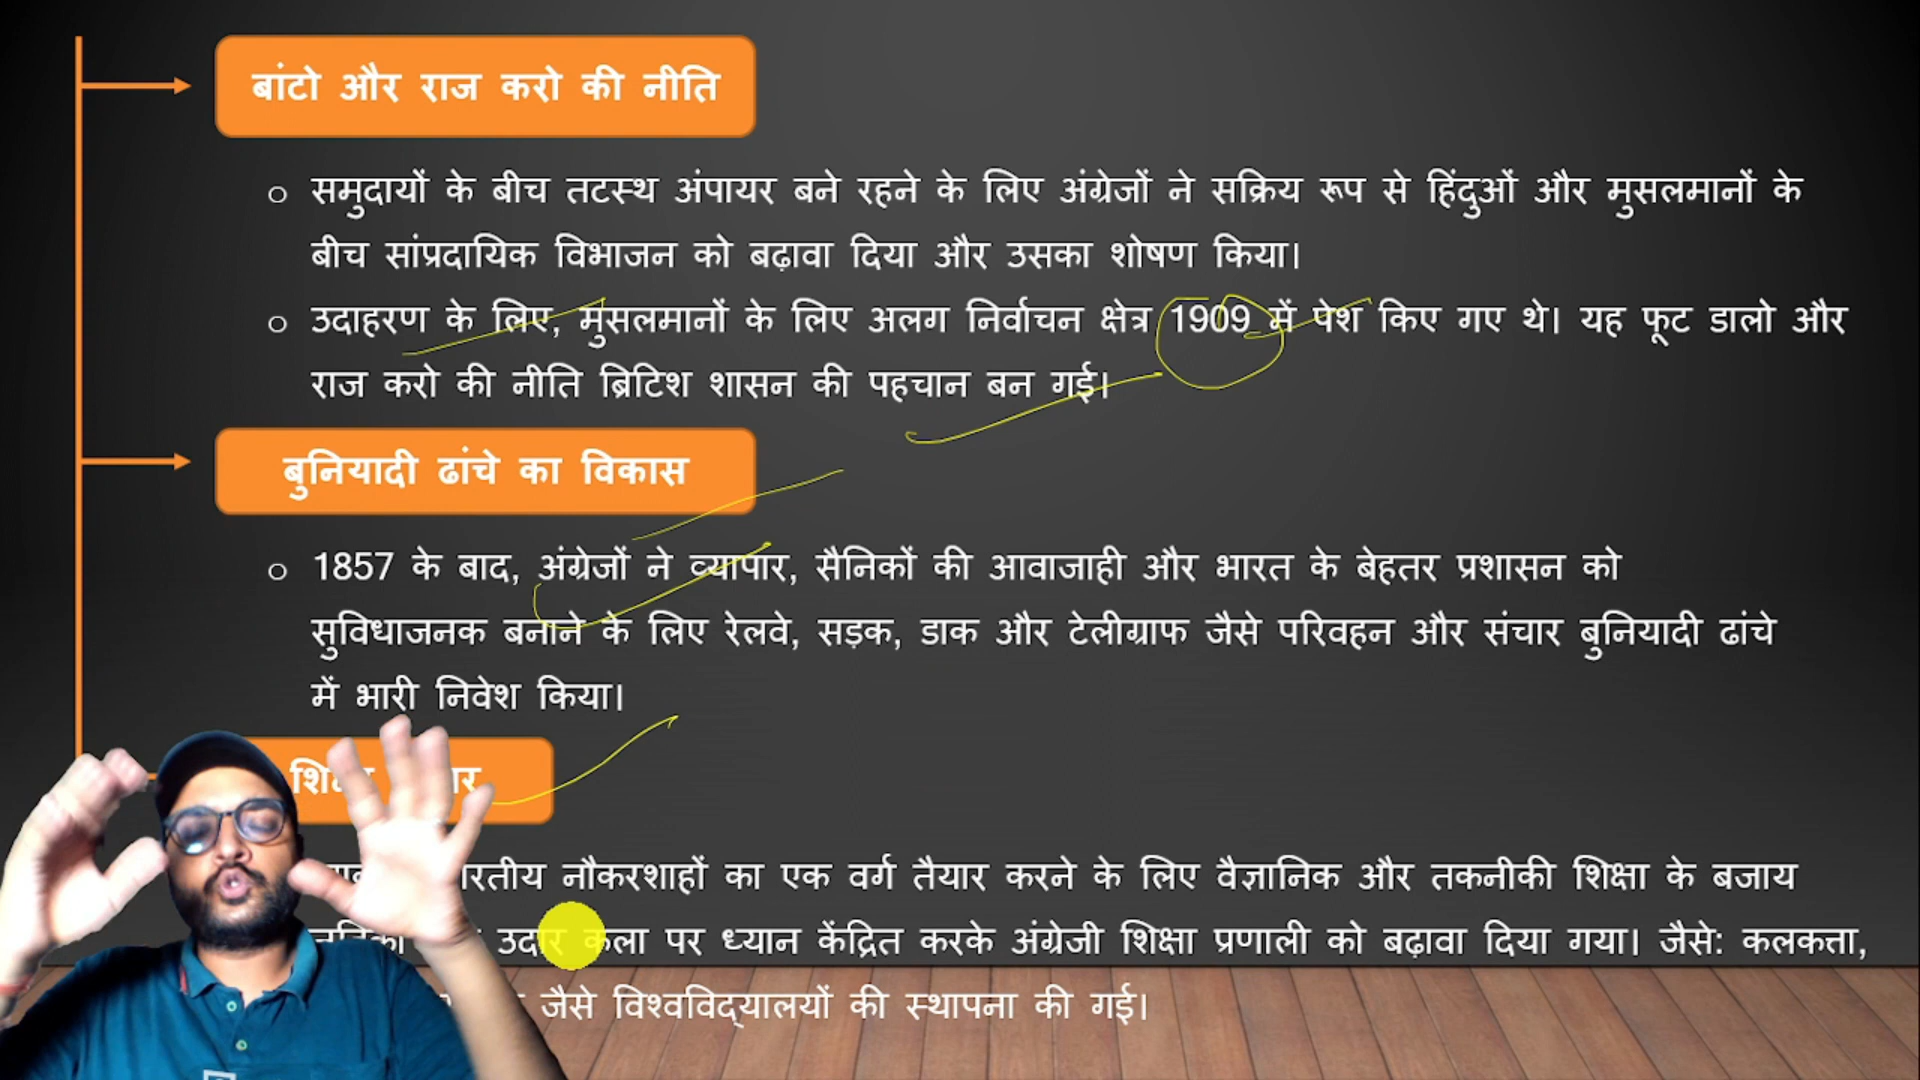 बांटो और राज करो की नीति
o समुदायों के बीच तटस्थ अंपायर बने रहने के लिए अंग्रेजों ने सक्रिय रूप से हिंदुओं और मुसलमानों के
बीच सांप्रदायिक विभाजन को बढ़ावा दिया और उसका शोषण किया।
o उदाहरण के लिए, मुसलमानों के लिए अलग निर्वाचन क्षेत्र 1909 में पेश किए गए थे। यह फूट डालो और
राज करो की नीति ब्रिटिश शासन की पहचान बन गई।
बुनियादी ढांचे का विकास
o 1857 के बाद, अंग्रेजों ने व्यापार, सैनिकों की आवाजाही और भारत के बेहतर प्रशासन को
सुविधाजनक बनाने के लिए रेलवे, सड़क, डाक और टेलीग्राफ जैसे परिवहन और संचार बुनियादी ढांचे
में भारी निवेश किया।
नौकरशाहों का एक वर्ग तैयार करने के लिए वैज्ञानिक और तकनीकी शिक्षा के बजाय
उदार कला पर ध्यान केंद्रित करके अंग्रेजी शिक्षा प्रणाली को बढ़ावा दिया गया। जैसे: कलकत्ता,
जैसे विश्वविद्यालयों की स्थापना की गई।